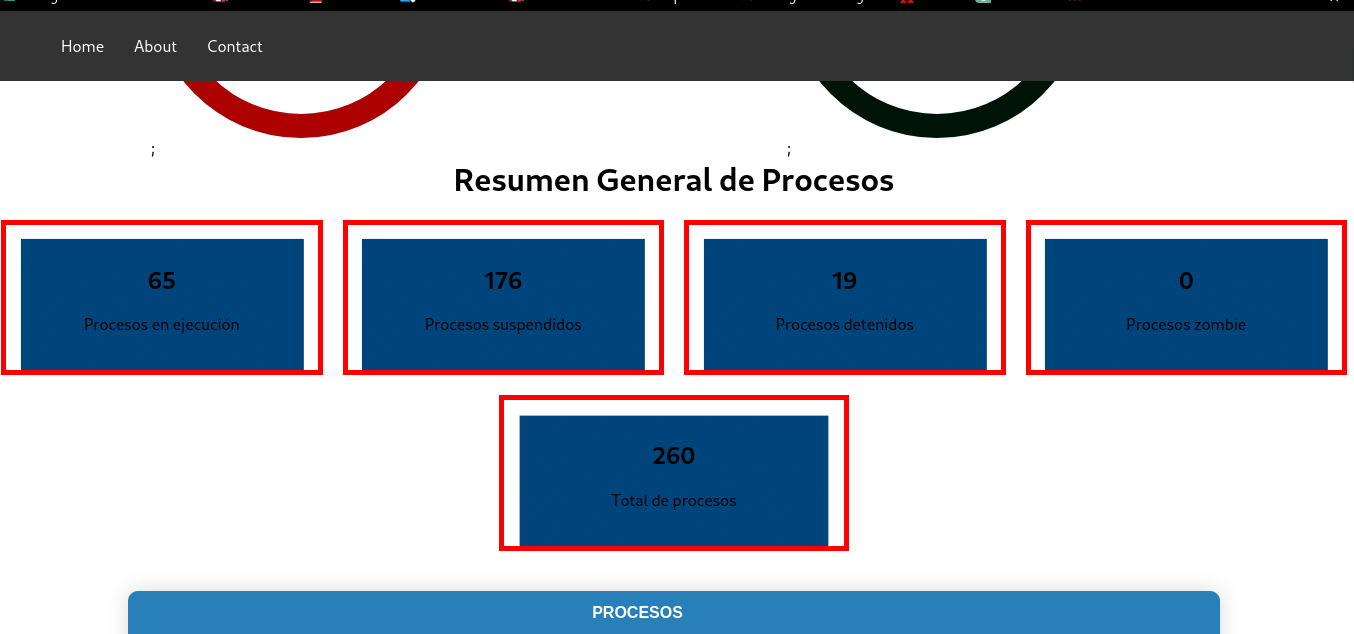 Home About Contact
; ;
Resumen General de Procesos
65 176 19 0
Procesos en ejecución Procesos suspendidos Procesos detenidos Procesos zombie
260
Total de procesos
PROCESOS